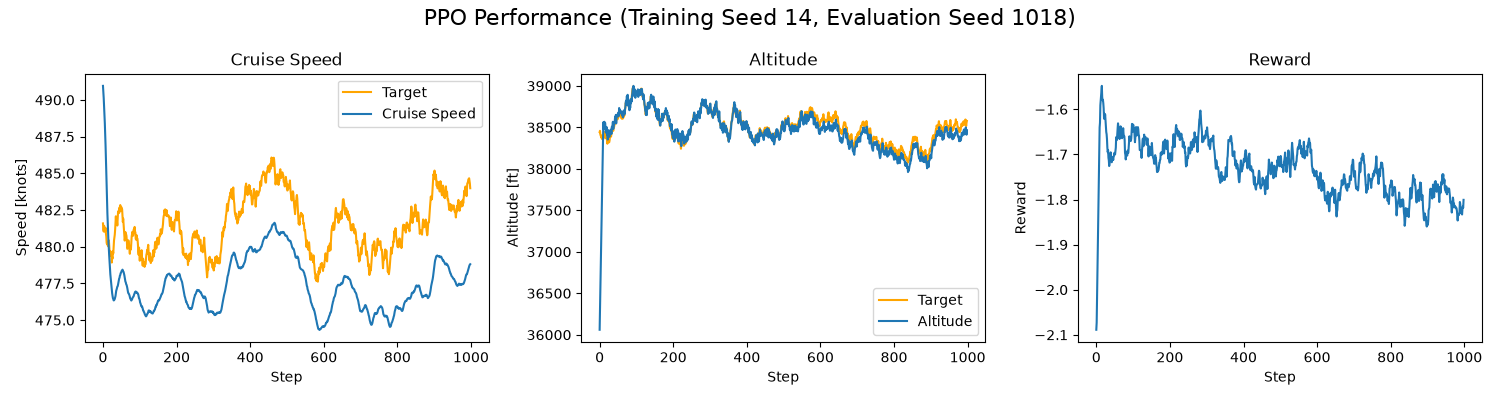 PPO Performance (Training Seed 14, Evaluation Seed 1018)
Cruise Speed
Speed [knots]
490.0
487.5
485.0
482.5
480.0
477.5
475.0
0 200 400 600 800 1000
Step
Target
Cruise Speed
Altitude
Altitude [ft]
39000
38500
38000
37500
37000
36500
36000
0 200 400 600 800 1000
Step
Target
Altitude
Reward
Reward
−1.6
−1.7
−1.8
−1.9
−2.0
−2.1
0 200 400 600 800 1000
Step